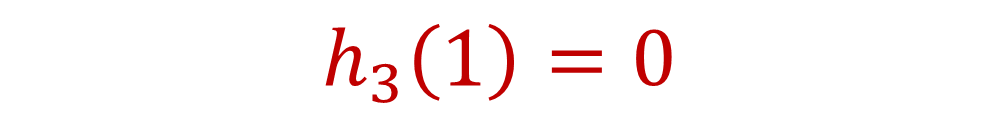 h₃(1) = 0